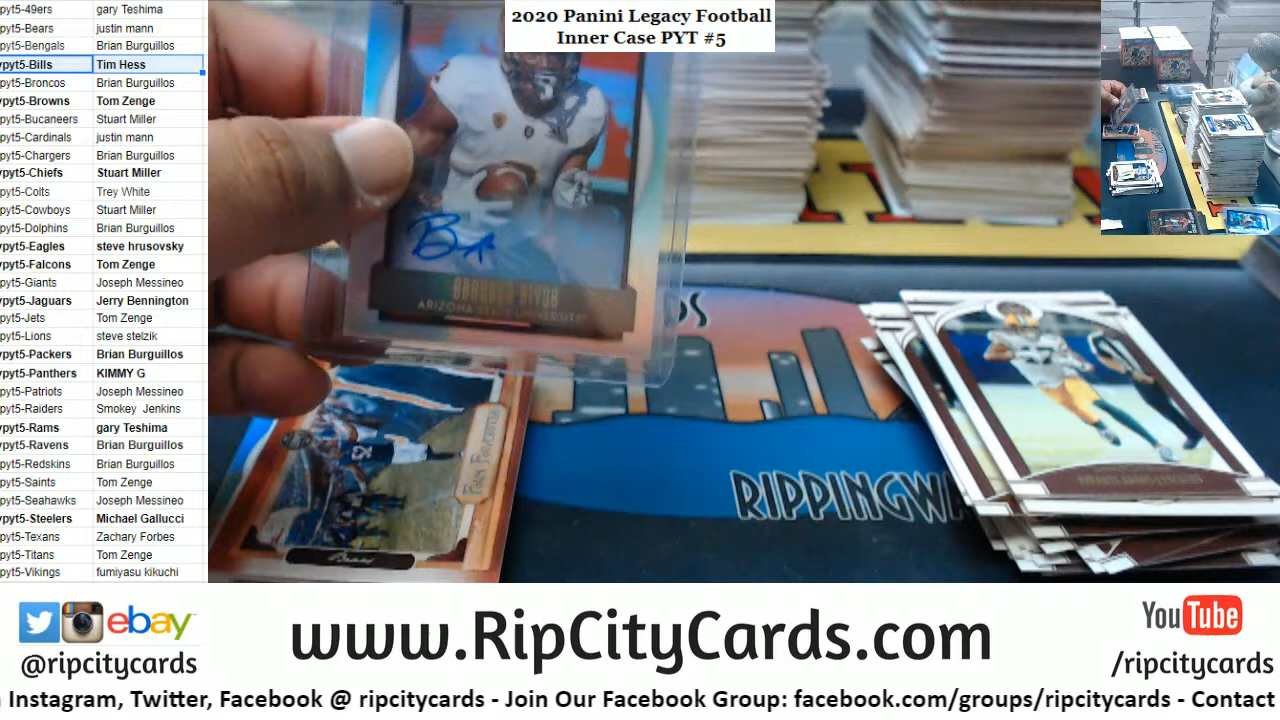 2020 Panini Legacy Football
Inner Case PYT #5
pyt5-49ers gary Teshima
pyt5-Bears justin mann
pyt5-Bengals Brian Burguillos
pyt5-Bills Tim Hess
pyt5-Broncos Brian Burguillos
pyt5-Browns Tom Zenge
pyt5-Bucaneers Stuart Miller
pyt5-Cardinals justin mann
pyt5-Chargers Brian Burguillos
pyt5-Chiefs Stuart Miller
pyt5-Colts Trey White
pyt5-Cowboys Stuart Miller
pyt5-Dolphins Brian Burguillos
pyt5-Eagles steve hrusovsky
pyt5-Falcons Tom Zenge
pyt5-Giants Joseph Messineo
pyt5-Jaguars Jerry Bennington
pyt5-Jets Tom Zenge
pyt5-Lions steve stelzik
pyt5-Packers Brian Burguillos
pyt5-Panthers KIMMY G
pyt5-Patriots Joseph Messineo
pyt5-Raiders Smokey Jenkins
pyt5-Rams gary Teshima
pyt5-Ravens Brian Burguillos
pyt5-Redskins Brian Burguillos
pyt5-Saints Tom Zenge
pyt5-Seahawks Joseph Messineo
pyt5-Steelers Michael Gallucci
pyt5-Texans Zachary Forbes
pyt5-Titans Tom Zenge
pyt5-Vikings fumiyasu kikuchi
ARIZONA STATE UNIVERSITY
FAN FAVORITES
Bears
RIPPINGWA
ebay
@ripcitycards
www.RipCityCards.com
YouTube
/ripcitycards
Instagram, Twitter, Facebook @ ripcitycards - Join Our Facebook Group: facebook.com/groups/ripcitycards - Contact